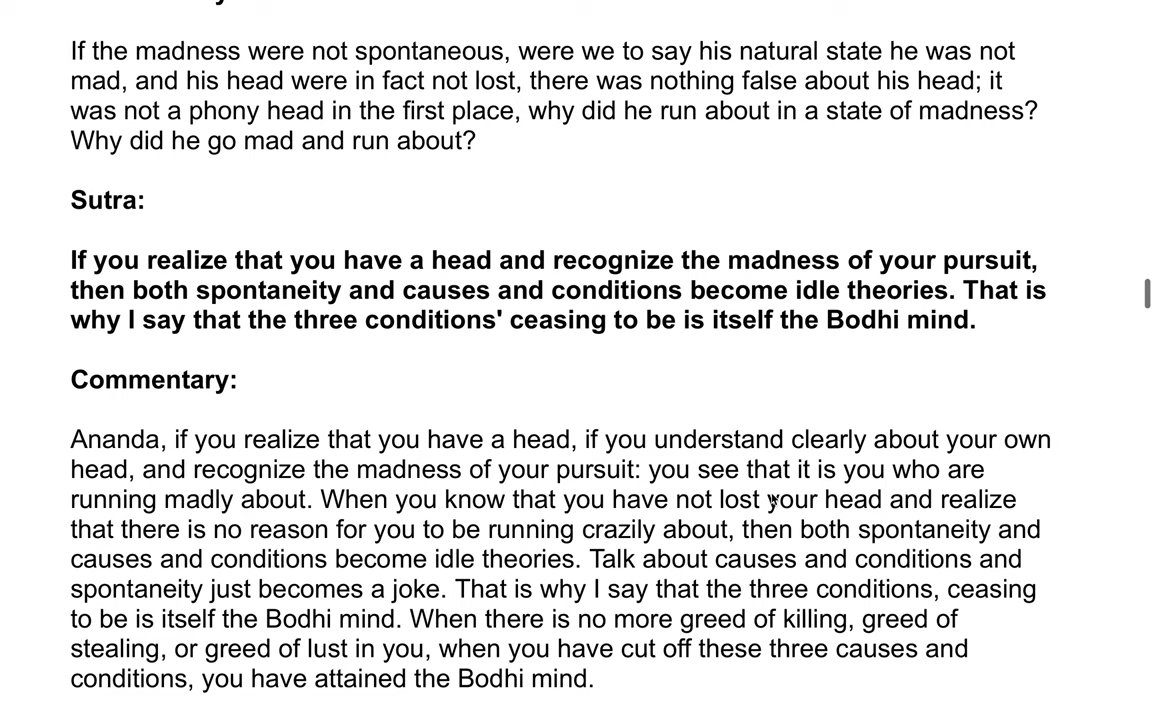 If the madness were not spontaneous, were we to say his natural state he was not
mad, and his head were in fact not lost, there was nothing false about his head; it
was not a phony head in the first place, why did he run about in a state of madness?
Why did he go mad and run about?
Sutra:
If you realize that you have a head and recognize the madness of your pursuit,
then both spontaneity and causes and conditions become idle theories. That is
why I say that the three conditions' ceasing to be is itself the Bodhi mind.
Commentary:
Ananda, if you realize that you have a head, if you understand clearly about your own
head, and recognize the madness of your pursuit: you see that it is you who are
running madly about. When you know that you have not lost your head and realize
that there is no reason for you to be running crazily about, then both spontaneity and
causes and conditions become idle theories. Talk about causes and conditions and
spontaneity just becomes a joke. That is why I say that the three conditions, ceasing
to be is itself the Bodhi mind. When there is no more greed of killing, greed of
stealing, or greed of lust in you, when you have cut off these three causes and
conditions, you have attained the Bodhi mind.